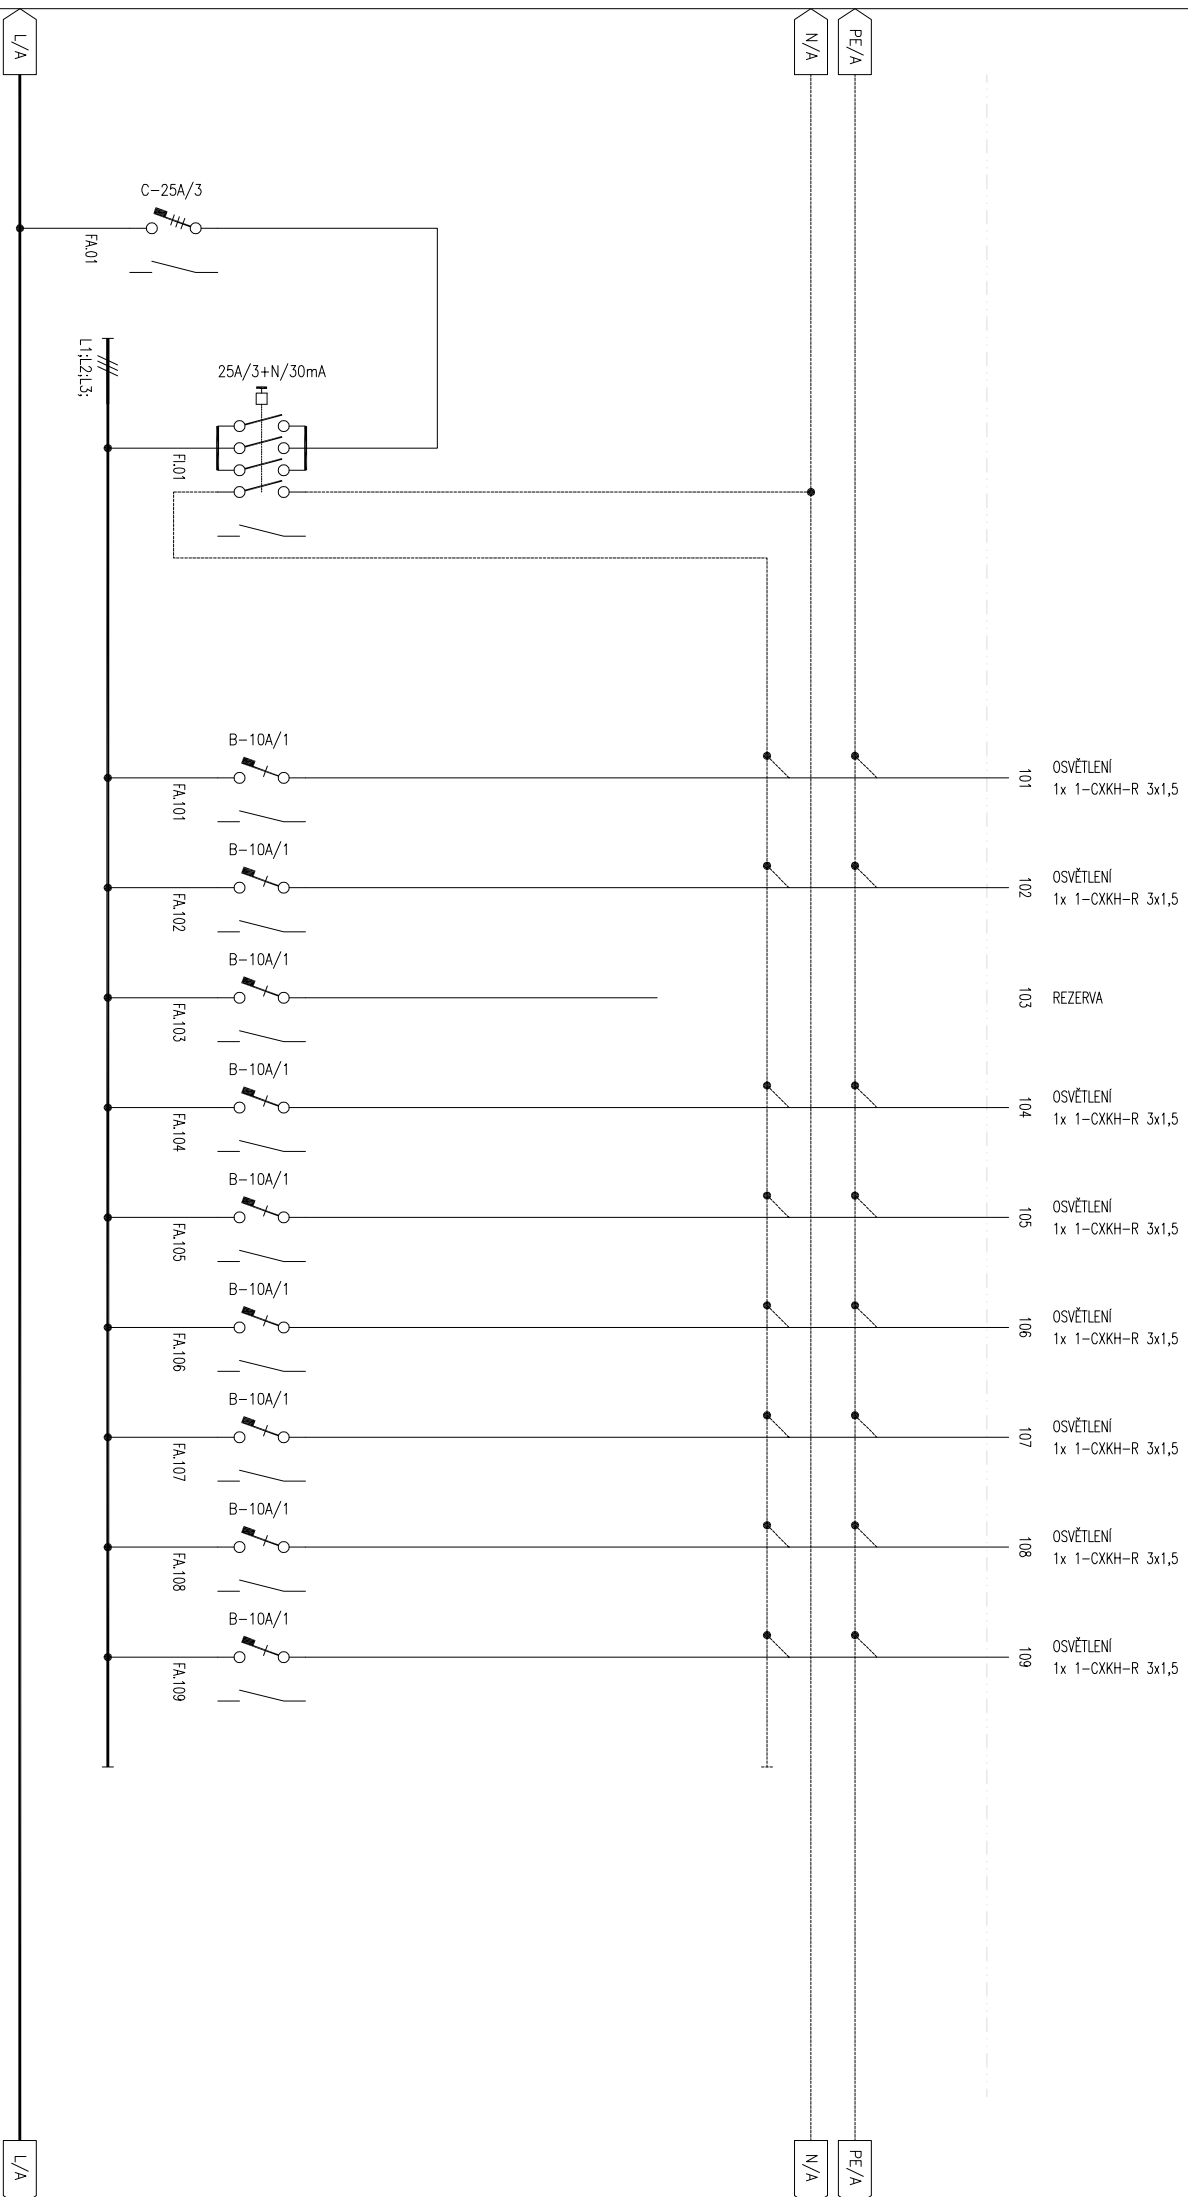 L/A
N/A
PE/A
C-25A/3
FA.01
L1;L2;L3;
25A/3+N/30mA
FI.01
B-10A/1
FA.101
101
OSVĚTLENÍ
1x 1-CXKH-R 3x1,5
B-10A/1
FA.102
102
OSVĚTLENÍ
1x 1-CXKH-R 3x1,5
B-10A/1
FA.103
103
REZERVA
B-10A/1
FA.104
104
OSVĚTLENÍ
1x 1-CXKH-R 3x1,5
B-10A/1
FA.105
105
OSVĚTLENÍ
1x 1-CXKH-R 3x1,5
B-10A/1
FA.106
106
OSVĚTLENÍ
1x 1-CXKH-R 3x1,5
B-10A/1
FA.107
107
OSVĚTLENÍ
1x 1-CXKH-R 3x1,5
B-10A/1
FA.108
108
OSVĚTLENÍ
1x 1-CXKH-R 3x1,5
B-10A/1
FA.109
109
OSVĚTLENÍ
1x 1-CXKH-R 3x1,5
L/A
N/A
PE/A